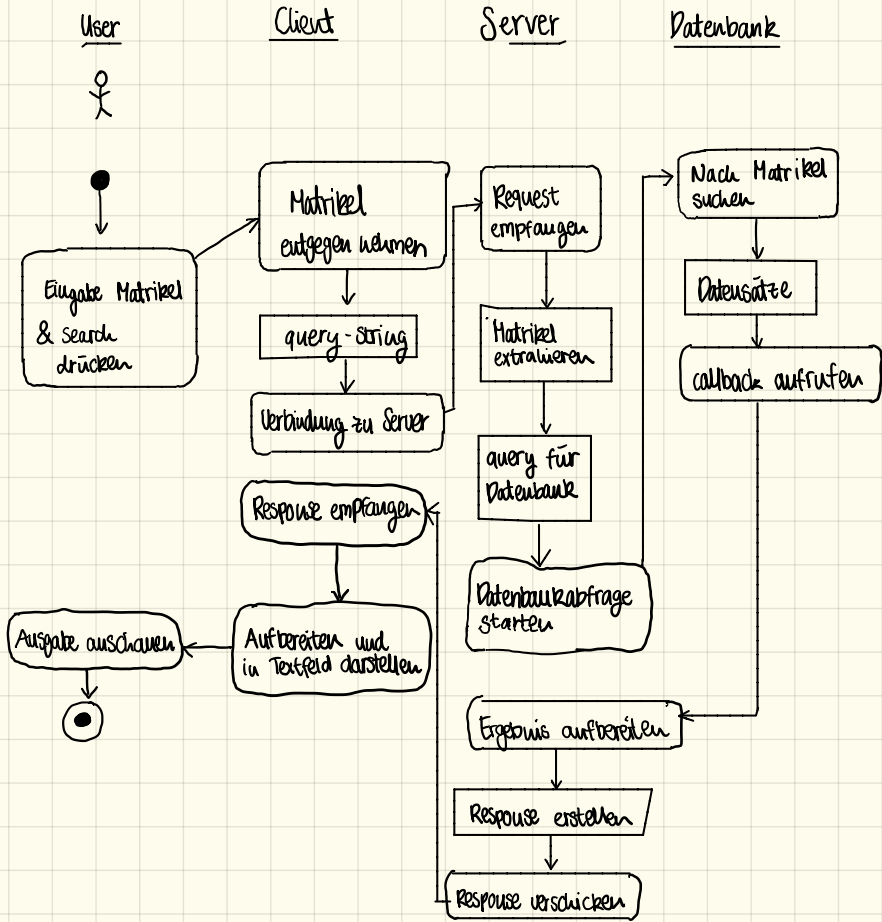 User
Client
Server
Datenbank
Eingabe Matrikel
& search
drücken
Matrikel
entgegen nehmen
query-String
Verbindung zu Server
Request
empfangen
Matrikel
extrahieren
query für
Datenbank
Datenbankabfrage
starten
Nach Matrikel
suchen
Datensätze
callback aufrufen
Ergebnis aufbereiten
Response erstellen
Response verschicken
Response empfangen
Aufbereiten und
in Textfeld darstellen
Ausgabe anschauen